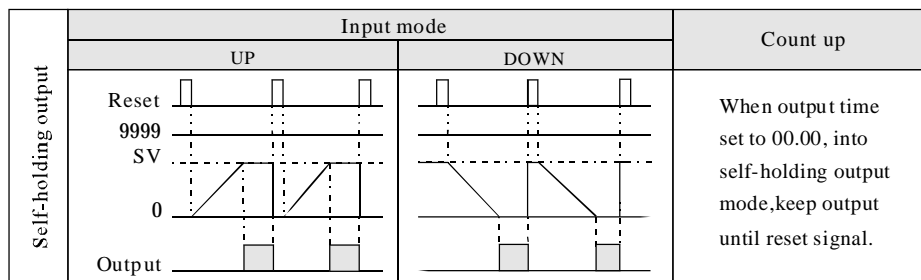 Input mode
Count up
UP
DOWN
Self-holding output
Reset
9999
SV
0
Output
When output time
set to 00.00, into
self-holding output
mode,keep output
until reset signal.